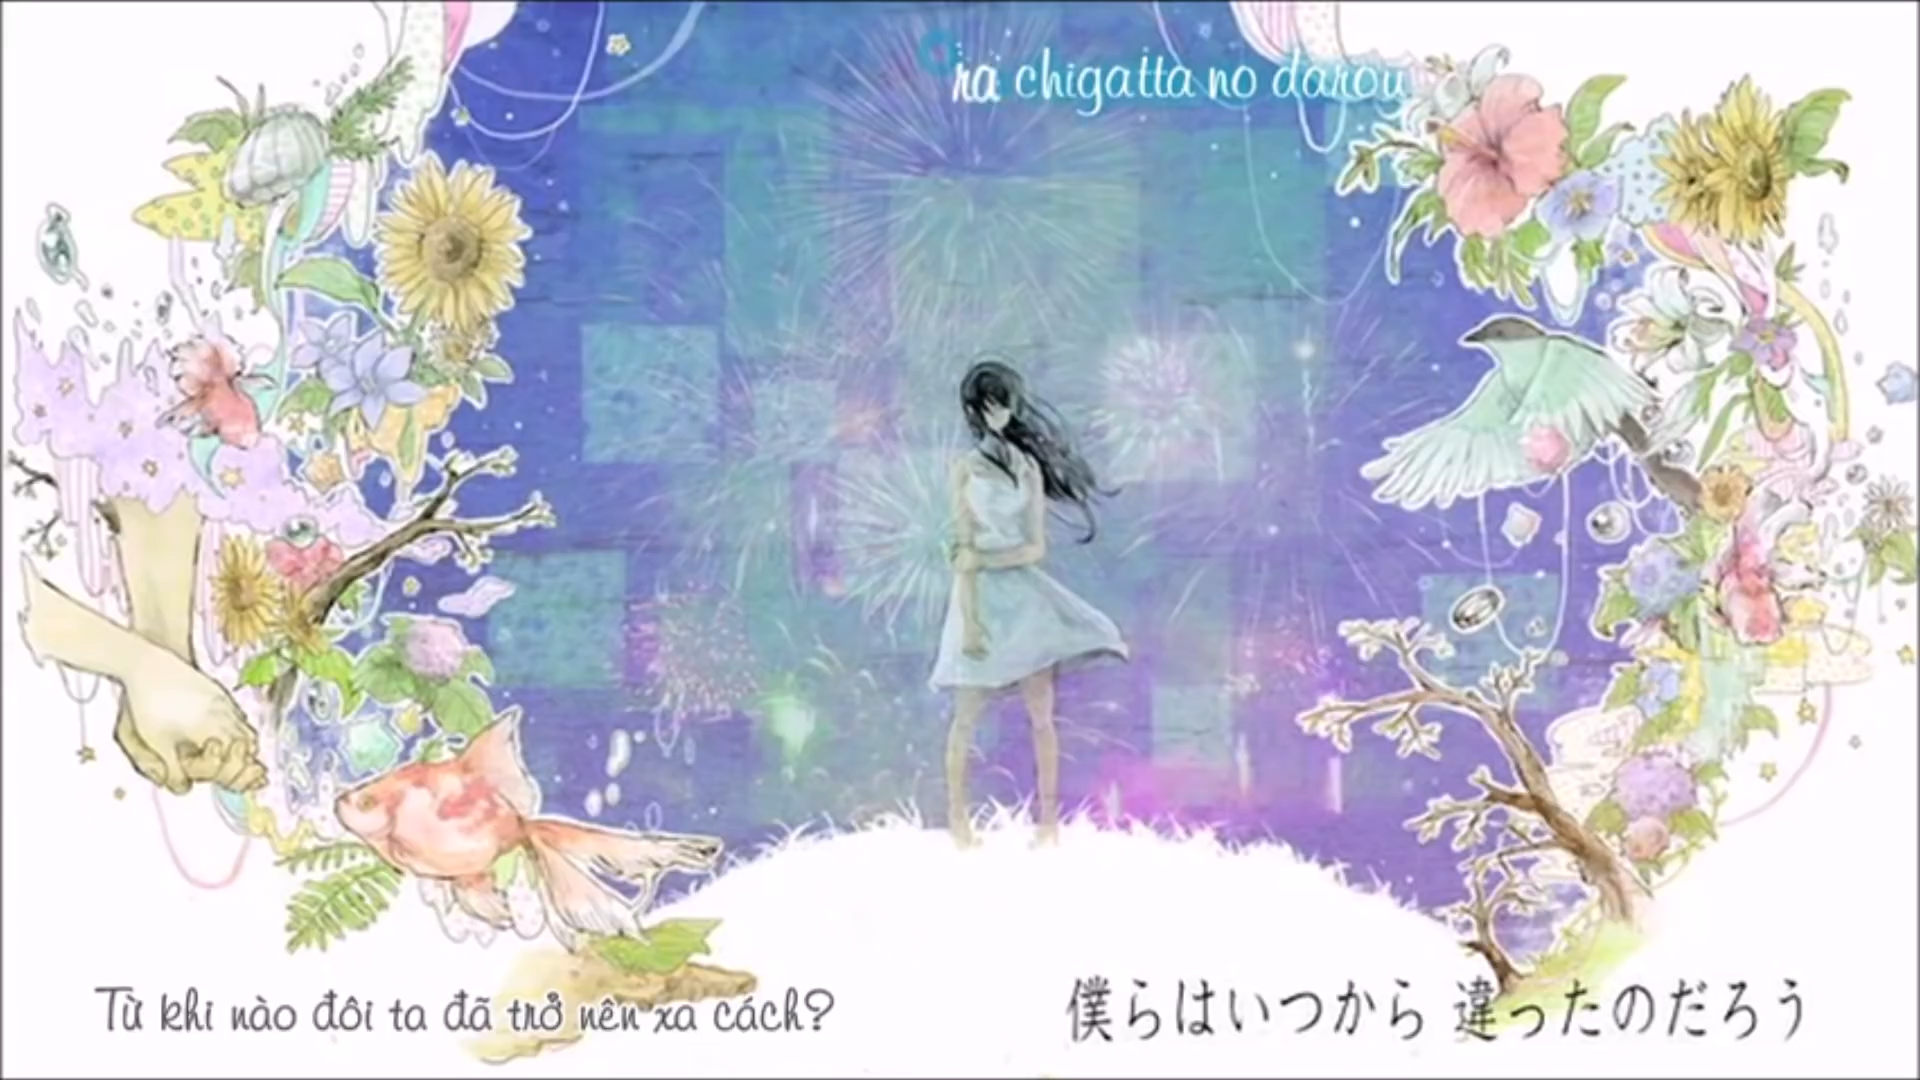 ra chigatta no darou
Từ khi nào đôi ta đã trở nên xa cách?
僕らはいつから 違ったのだろう